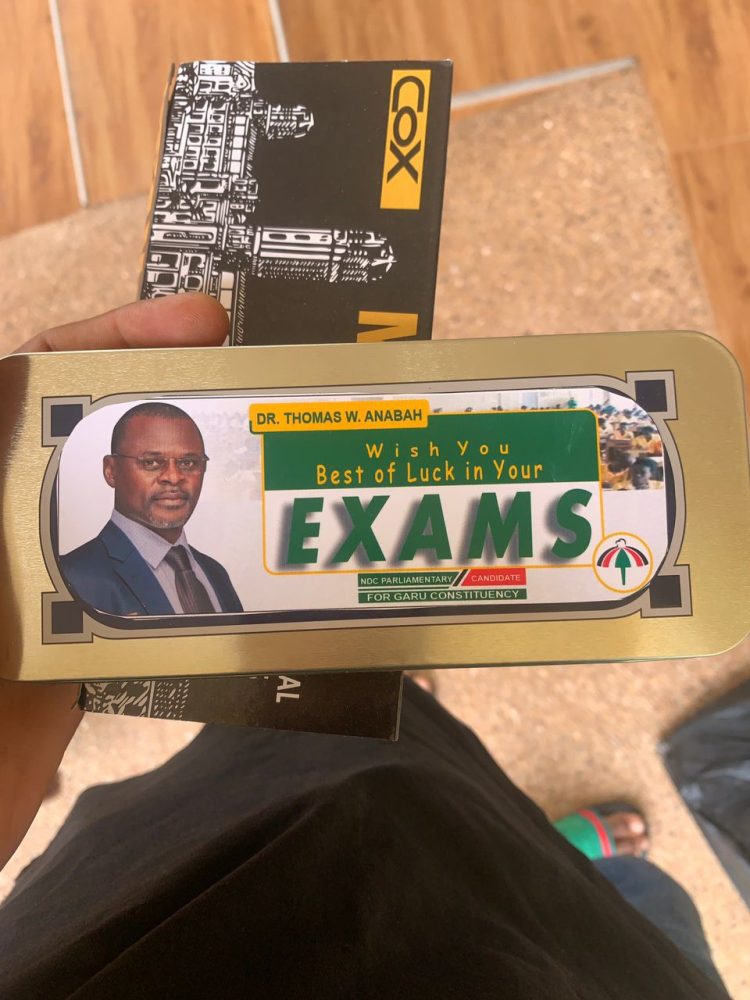 COX
M
DR. THOMAS W. ANABAH
Wish You
Best of Luck in Your
EXAMS
NDC PARLIAMENTARY // CANDIDATE
FOR GARU CONSTITUENCY
AL